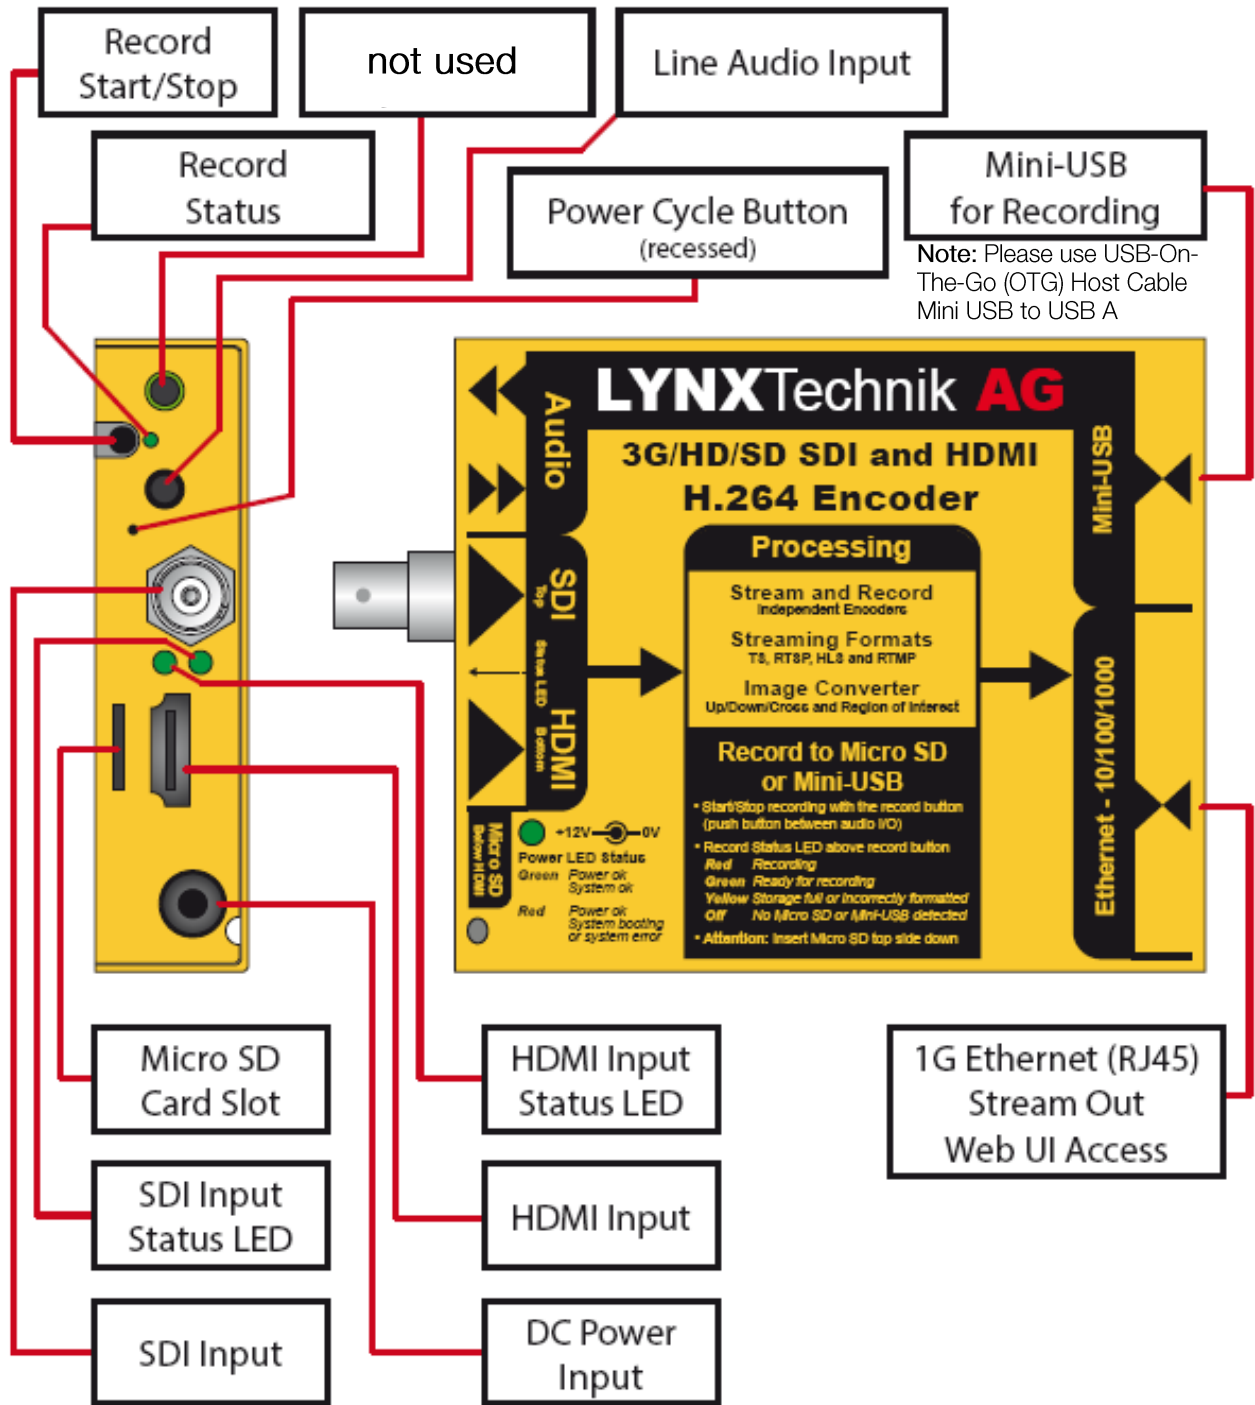 Record
Start/Stop
not used
Line Audio Input
Record
Status
Power Cycle Button
(recessed)
Mini-USB
for Recording
Note: Please use USB-On-
The-Go (OTG) Host Cable
Mini USB to USB A
LYNXTechnik AG
3G/HD/SD SDI and HDMI
H.264 Encoder
Audio
SDI
Top
Status LED
HDMI
Bottom
Micro SD
Below HDMI
+12V
0V
Power LED Status
Green Power ok
System ok
Red Power ok
System booting
or system error
Processing
Stream and Record
Independent Encoders
Streaming Formats
TS, RTSP, HLS and RTMP
Image Converter
Up/Down/Cross and Region of Interest
Record to Micro SD
or Mini-USB
• Start/Stop recording with the record button
(push button between audio I/O)
• Record Status LED above record button
Red Recording
Green Ready for recording
Yellow Storage full or incorrectly formatted
Off No Micro SD or Mini-USB detected
• Attention: Insert Micro SD top side down
Mini-USB
Ethernet - 10/100/1000
Micro SD
Card Slot
HDMI Input
Status LED
1G Ethernet (RJ45)
Stream Out
Web UI Access
SDI Input
Status LED
HDMI Input
SDI Input
DC Power
Input